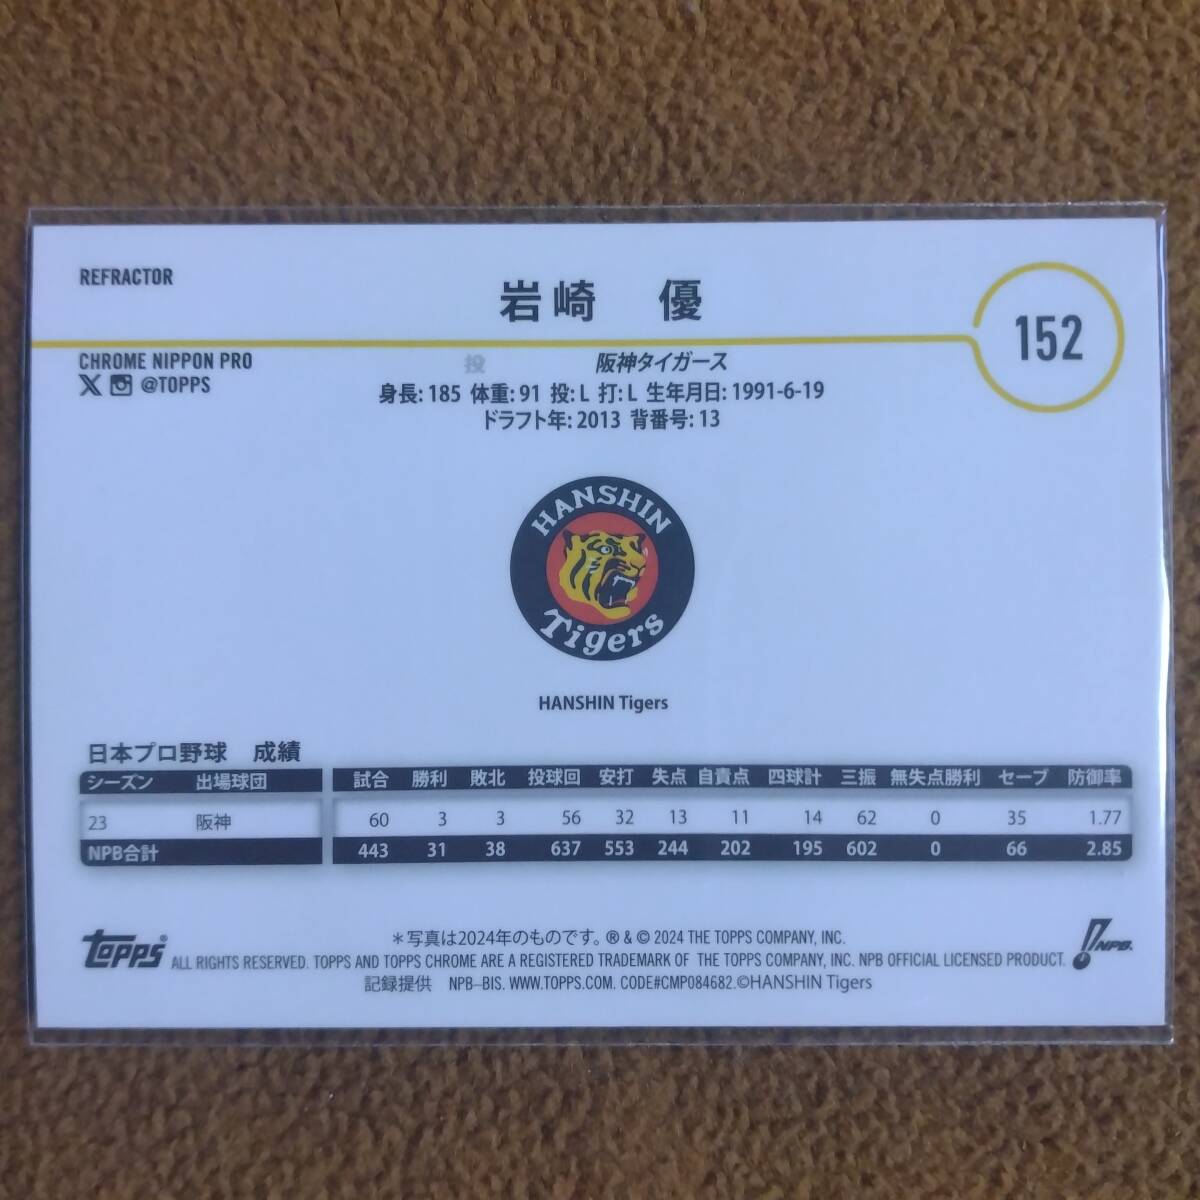 REFRACTOR
岩崎 優
152
CHROME NIPPON PRO
@TOPPS
投 阪神タイガース
身長: 185 体重: 91 投: L 打: L 生年月日: 1991-6-19
ドラフト年: 2013 背番号: 13
HANSHIN
Tigers
HANSHIN Tigers
日本プロ野球 成績
シーズン 出場球団 試合 勝利 敗北 投球回 安打 失点 自責点 四球計 三振 無失点勝利 セーブ 防御率
23 阪神 60 3 3 56 32 13 11 14 62 0 35 1.77
NPB合計 443 31 38 637 553 244 202 195 602 0 66 2.85
Topps®
＊写真は2024年のものです。® & © 2024 THE TOPPS COMPANY, INC.
ALL RIGHTS RESERVED. TOPPS AND TOPPS CHROME ARE A REGISTERED TRADEMARK OF THE TOPPS COMPANY, INC. NPB OFFICIAL LICENSED PRODUCT.
記録提供 NPB-BIS. WWW.TOPPS.COM. CODE#CMP084682.©HANSHIN Tigers
NPB.